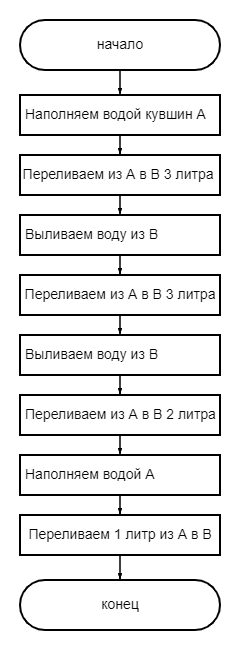 начало
Наполняем водой кувшин A
Переливаем из A в B 3 литра
Выливаем воду из B
Переливаем из A в B 3 литра
Выливаем воду из B
Переливаем из A в B 2 литра
Наполняем водой A
Переливаем 1 литр из A в B
конец